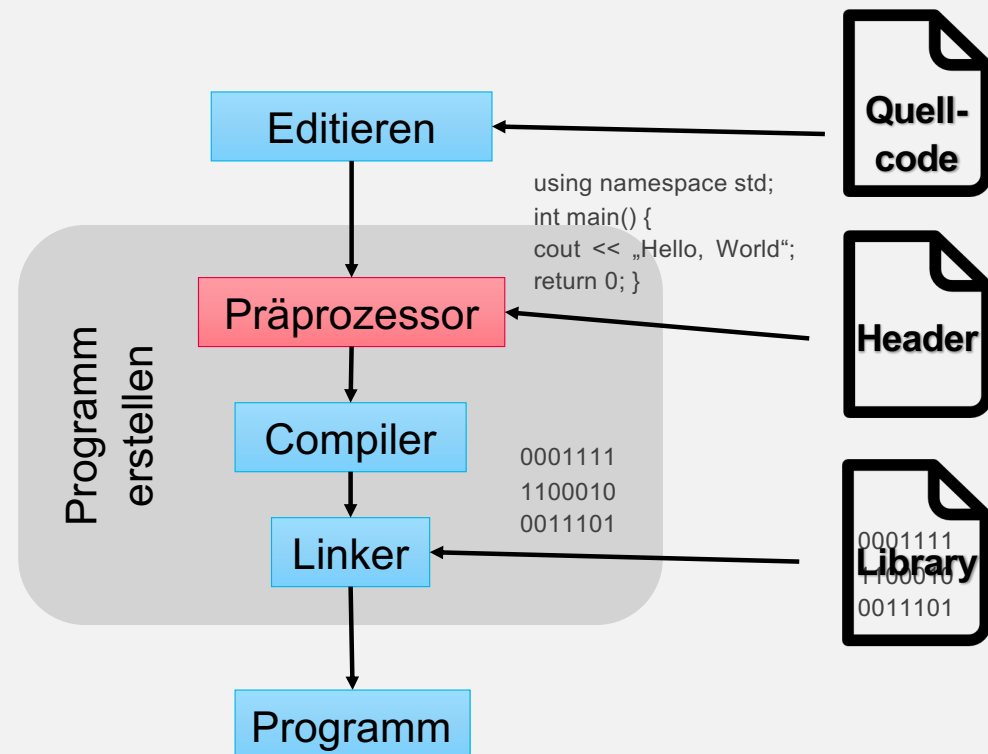 Editieren
Quell-
code
using namespace std;
int main() {
cout << „Hello, World“;
return 0; }
Präprozessor
Header
Programm
erstellen
Compiler
0001111
1100010
0011101
Linker
Library
0001111
1100010
0011101
Programm